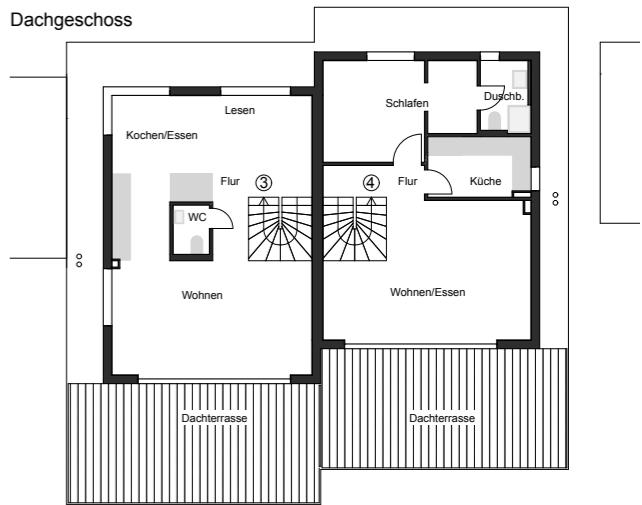 Dachgeschoss
Lesen
Kochen/Essen
Flur
3
WC
Wohnen
Dachterrasse
Schlafen
Duschb.
4
Flur
Küche
Wohnen/Essen
Dachterrasse